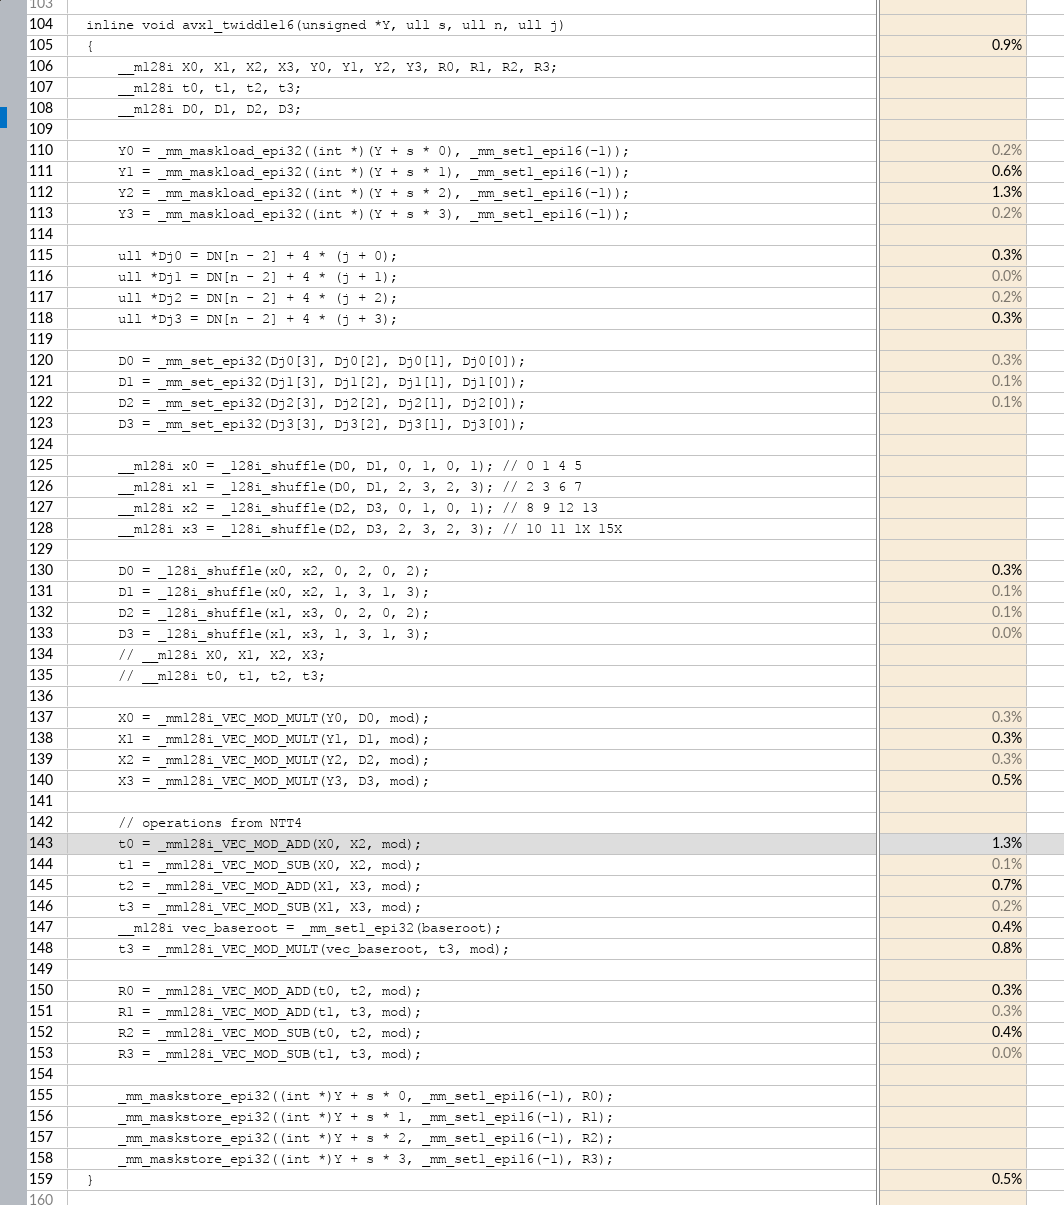 103
104 inline void avx1_twiddle16(unsigned *Y, ull s, ull n, ull j)
105 { 0.9%
106 __m128i X0, X1, X2, X3, Y0, Y1, Y2, Y3, R0, R1, R2, R3;
107 __m128i t0, t1, t2, t3;
108 __m128i D0, D1, D2, D3;
109
110 Y0 = _mm_maskload_epi32((int *)(Y + s * 0), _mm_set1_epi16(-1)); 0.2%
111 Y1 = _mm_maskload_epi32((int *)(Y + s * 1), _mm_set1_epi16(-1)); 0.6%
112 Y2 = _mm_maskload_epi32((int *)(Y + s * 2), _mm_set1_epi16(-1)); 1.3%
113 Y3 = _mm_maskload_epi32((int *)(Y + s * 3), _mm_set1_epi16(-1)); 0.2%
114
115 ull *Dj0 = DN[n - 2] + 4 * (j + 0); 0.3%
116 ull *Dj1 = DN[n - 2] + 4 * (j + 1); 0.0%
117 ull *Dj2 = DN[n - 2] + 4 * (j + 2); 0.2%
118 ull *Dj3 = DN[n - 2] + 4 * (j + 3); 0.3%
119
120 D0 = _mm_set_epi32(Dj0[3], Dj0[2], Dj0[1], Dj0[0]); 0.3%
121 D1 = _mm_set_epi32(Dj1[3], Dj1[2], Dj1[1], Dj1[0]); 0.1%
122 D2 = _mm_set_epi32(Dj2[3], Dj2[2], Dj2[1], Dj2[0]); 0.1%
123 D3 = _mm_set_epi32(Dj3[3], Dj3[2], Dj3[1], Dj3[0]);
124
125 __m128i x0 = _128i_shuffle(D0, D1, 0, 1, 0, 1); // 0 1 4 5
126 __m128i x1 = _128i_shuffle(D0, D1, 2, 3, 2, 3); // 2 3 6 7
127 __m128i x2 = _128i_shuffle(D2, D3, 0, 1, 0, 1); // 8 9 12 13
128 __m128i x3 = _128i_shuffle(D2, D3, 2, 3, 2, 3); // 10 11 1X 15X
129
130 D0 = _128i_shuffle(x0, x2, 0, 2, 0, 2); 0.3%
131 D1 = _128i_shuffle(x0, x2, 1, 3, 1, 3); 0.1%
132 D2 = _128i_shuffle(x1, x3, 0, 2, 0, 2); 0.1%
133 D3 = _128i_shuffle(x1, x3, 1, 3, 1, 3); 0.0%
134 // __m128i X0, X1, X2, X3;
135 // __m128i t0, t1, t2, t3;
136
137 X0 = _mm128i_VEC_MOD_MULT(Y0, D0, mod); 0.3%
138 X1 = _mm128i_VEC_MOD_MULT(Y1, D1, mod); 0.3%
139 X2 = _mm128i_VEC_MOD_MULT(Y2, D2, mod); 0.3%
140 X3 = _mm128i_VEC_MOD_MULT(Y3, D3, mod); 0.5%
141
142 // operations from NTT4
143 t0 = _mm128i_VEC_MOD_ADD(X0, X2, mod); 1.3%
144 t1 = _mm128i_VEC_MOD_SUB(X0, X2, mod); 0.1%
145 t2 = _mm128i_VEC_MOD_ADD(X1, X3, mod); 0.7%
146 t3 = _mm128i_VEC_MOD_SUB(X1, X3, mod); 0.2%
147 __m128i vec_baseroot = _mm_set1_epi32(baseroot); 0.4%
148 t3 = _mm128i_VEC_MOD_MULT(vec_baseroot, t3, mod); 0.8%
149
150 R0 = _mm128i_VEC_MOD_ADD(t0, t2, mod); 0.3%
151 R1 = _mm128i_VEC_MOD_ADD(t1, t3, mod); 0.3%
152 R2 = _mm128i_VEC_MOD_SUB(t0, t2, mod); 0.4%
153 R3 = _mm128i_VEC_MOD_SUB(t1, t3, mod); 0.0%
154
155 _mm_maskstore_epi32((int *)Y + s * 0, _mm_set1_epi16(-1), R0);
156 _mm_maskstore_epi32((int *)Y + s * 1, _mm_set1_epi16(-1), R1);
157 _mm_maskstore_epi32((int *)Y + s * 2, _mm_set1_epi16(-1), R2);
158 _mm_maskstore_epi32((int *)Y + s * 3, _mm_set1_epi16(-1), R3);
159 } 0.5%
160